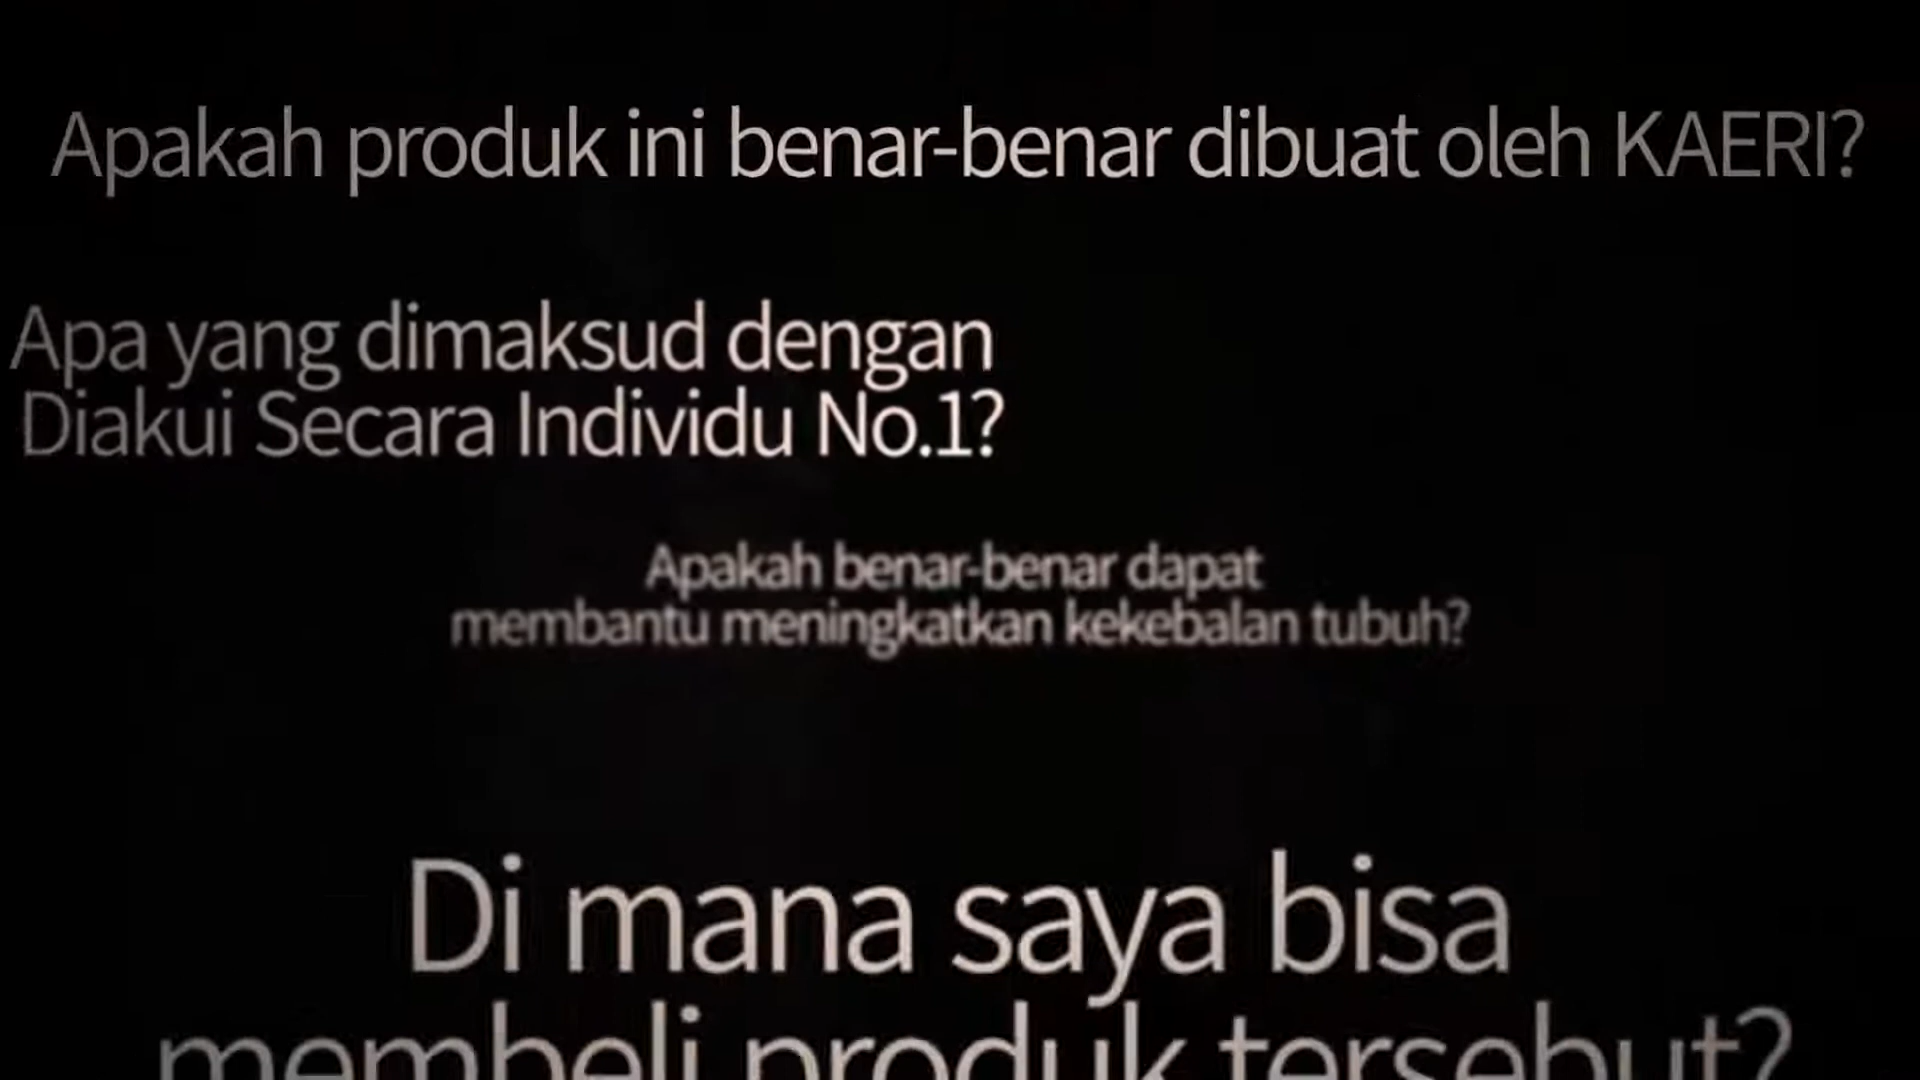 Apakah produk ini benar-benar dibuat oleh KAERI?
Apa yang dimaksud dengan
Diakui Secara Individu No.1?
Apakah benar-benar dapat
membantu meningkatkan kekebalan tubuh?
Di mana saya bisa
membeli produk tersebut?